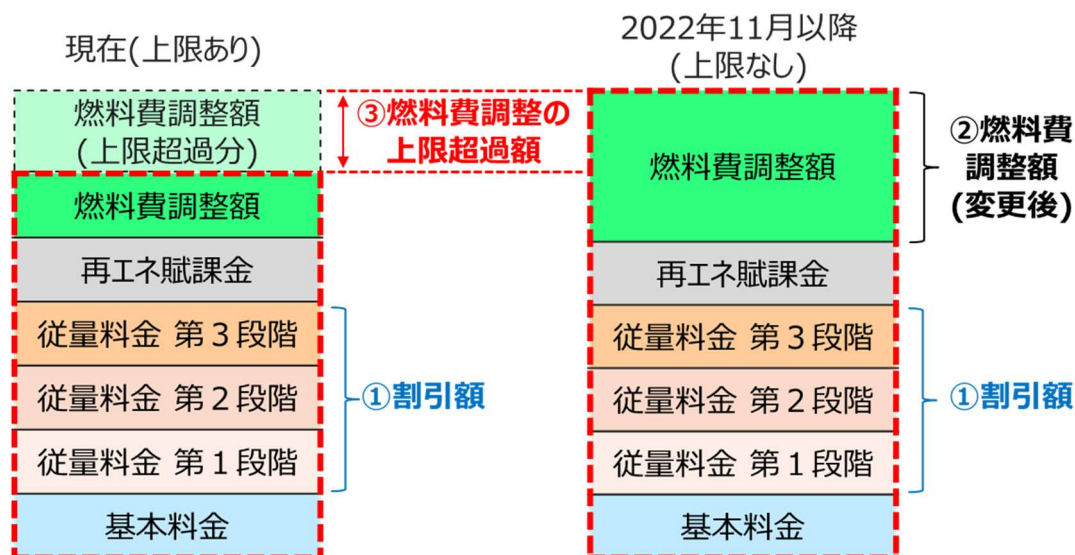 現在(上限あり)
燃料費調整額
(上限超過分)
燃料費調整額
再エネ賦課金
従量料金 第３段階
従量料金 第２段階
従量料金 第１段階
基本料金
①割引額
③燃料費調整の
上限超過額
2022年11月以降
(上限なし)
燃料費調整額
再エネ賦課金
従量料金 第３段階
従量料金 第２段階
従量料金 第１段階
基本料金
②燃料費
調整額
(変更後)
①割引額